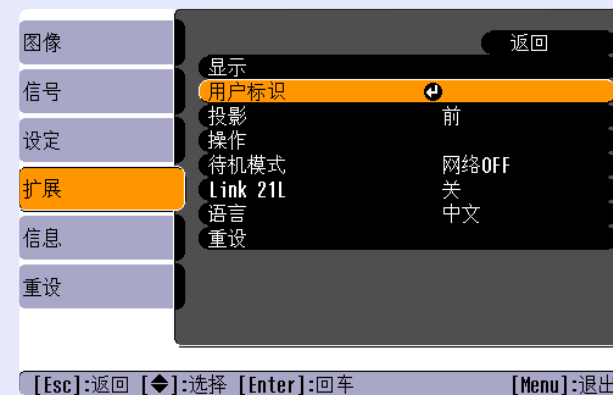 图像
信号
设定
扩展
信息
重设
返回
显示
用户标识
投影 前
操作
待机模式 网络OFF
Link 21L 关
语言 中文
重设
[Esc]:返回 [◆]:选择 [Enter]:回车 [Menu]:退出